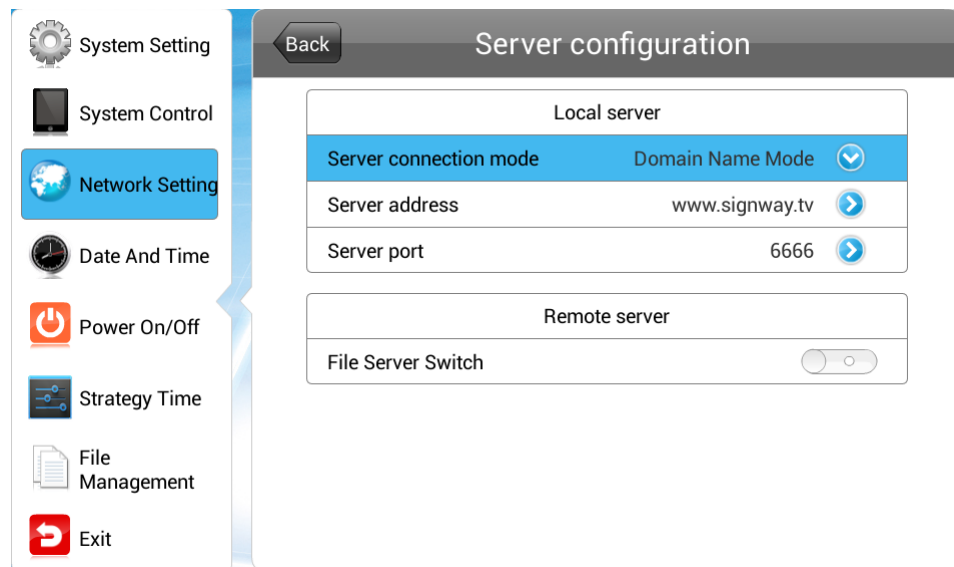 System Setting
System Control
Network Setting
Date And Time
Power On/Off
Strategy Time
File
Management
Exit
Back
Server configuration
Local server
Server connection mode Domain Name Mode
Server address www.signway.tv
Server port 6666
Remote server
File Server Switch